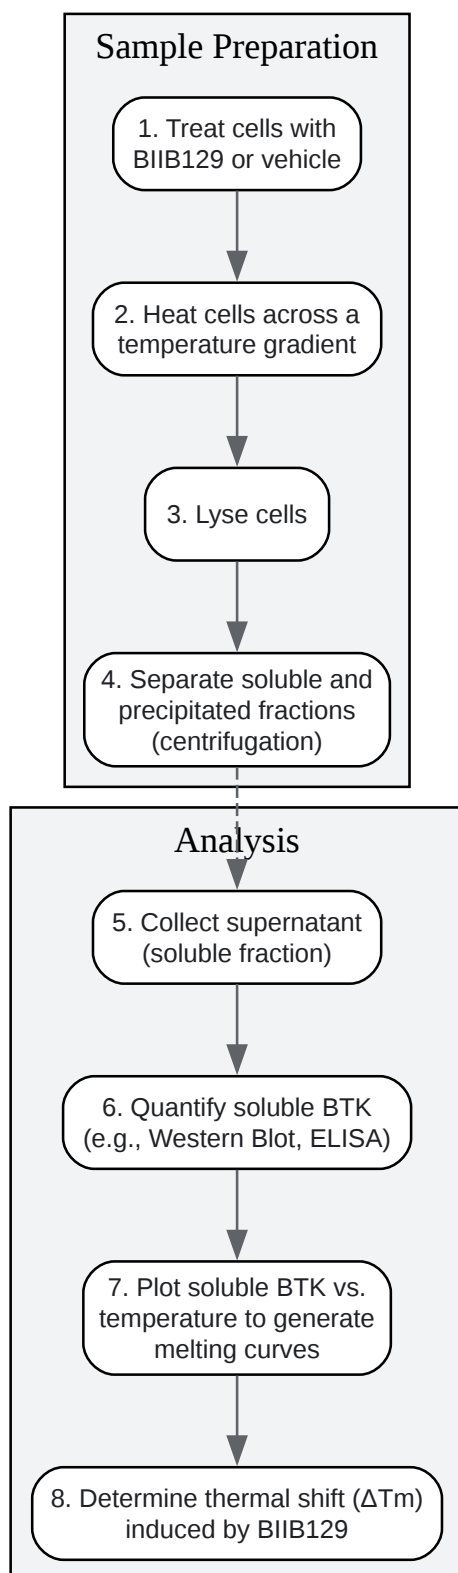 Sample Preparation
1. Treat cells with
BIIB129 or vehicle
2. Heat cells across a
temperature gradient
3. Lyse cells
4. Separate soluble and
precipitated fractions
(centrifugation)
Analysis
5. Collect supernatant
(soluble fraction)
6. Quantify soluble BTK
(e.g., Western Blot, ELISA)
7. Plot soluble BTK vs.
temperature to generate
melting curves
8. Determine thermal shift (ΔTm)
induced by BIIB129